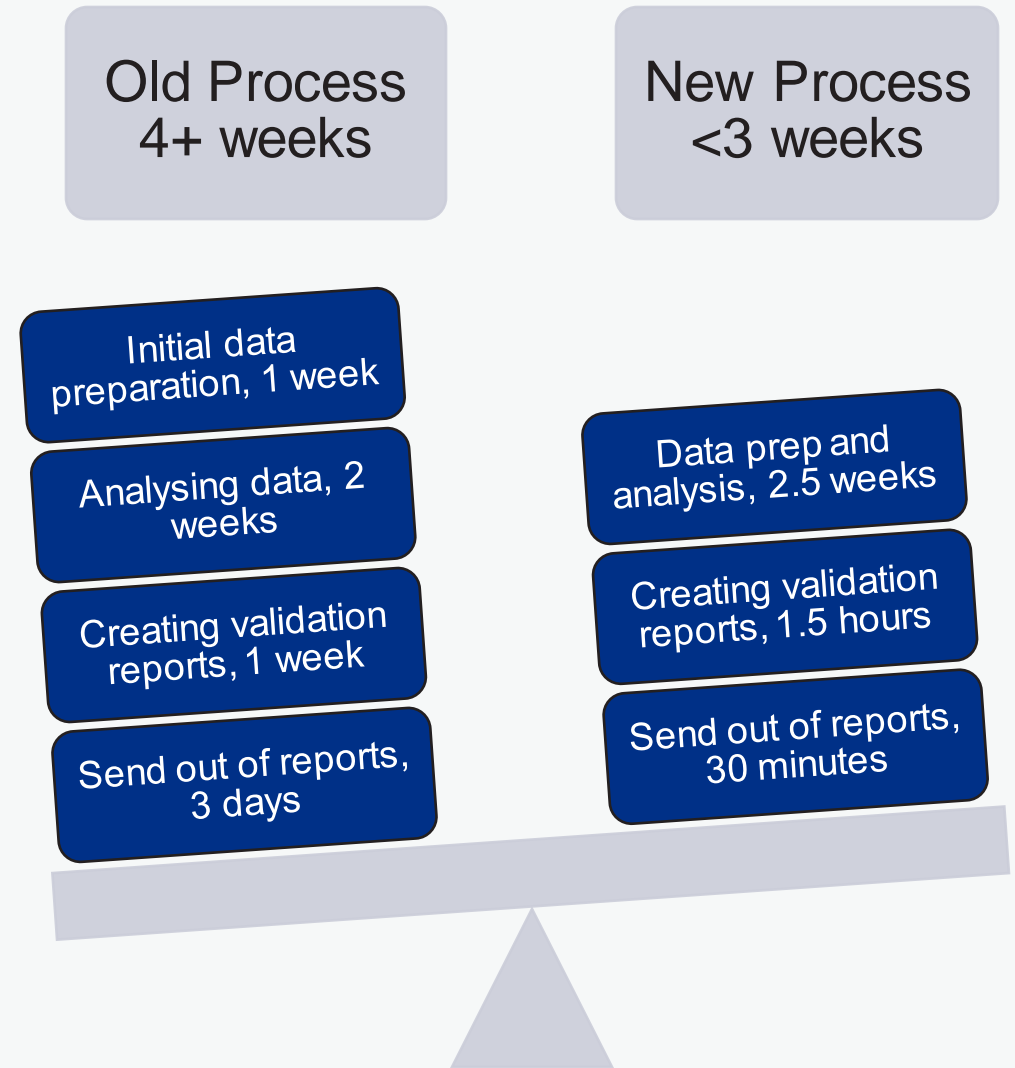 Old Process
4+ weeks
New Process
<3 weeks
Initial data
preparation, 1 week
Analysing data, 2
weeks
Creating validation
reports, 1 week
Send out of reports,
3 days
Data prep and
analysis, 2.5 weeks
Creating validation
reports, 1.5 hours
Send out of reports,
30 minutes